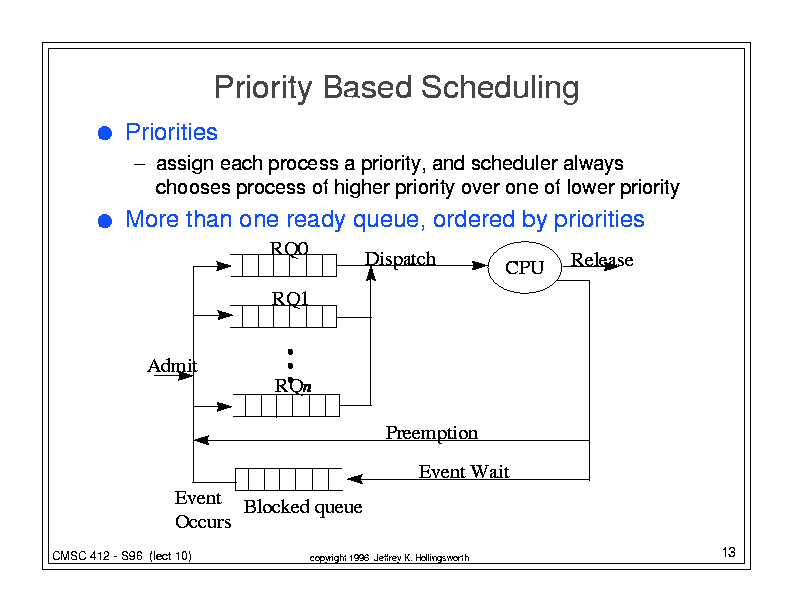 Priority Based Scheduling
Priorities
– assign each process a priority, and scheduler always
chooses process of higher priority over one of lower priority
More than one ready queue, ordered by priorities
RQ0
Dispatch
CPU
Release
RQ1
Admit
RQn
Preemption
Event Wait
Event
Occurs
Blocked queue
CMSC 412 - S96 (lect 10)
copyright 1996 Jeffrey K. Hollingsworth
13